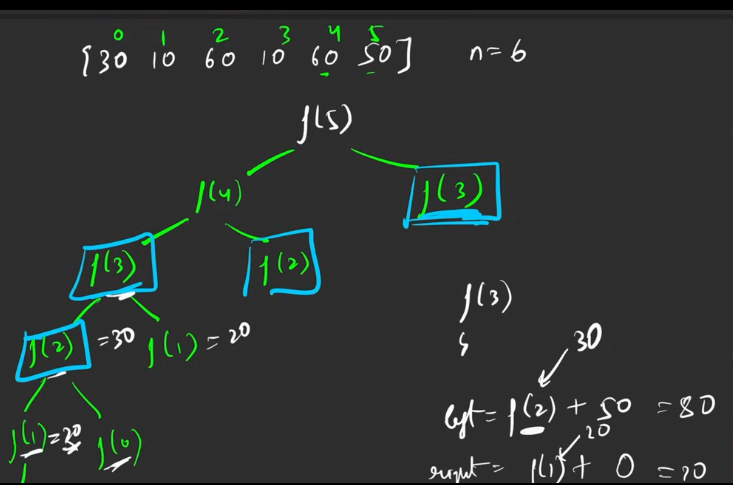 0 1 2 3 4 5
[30 10 60 10 60 50] n=6
f(5)
f(4) f(3)
f(3) f(2)
f(2) =30 f(1) = 20
f(1)=20 f(0)
f(3)
{
30
left = f(2) + 50 = 80
20
right = f(1) + 0 = 20